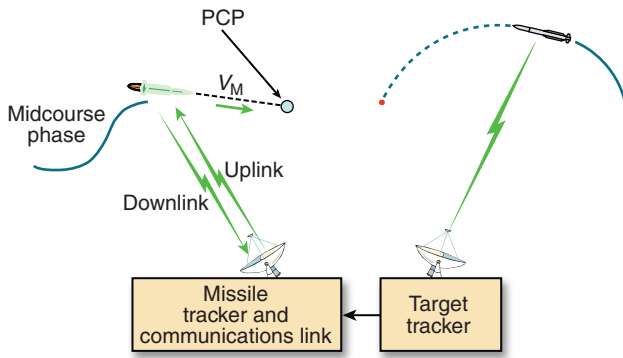 PCP
V_M
Midcourse
phase
Uplink
Downlink
Missile
tracker and
communications link
Target
tracker